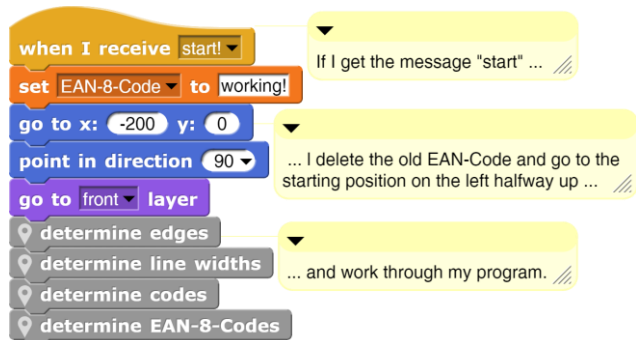 when I receive start!
If I get the message "start" ...
set EAN-8-Code to working!
go to x: -200 y: 0
point in direction 90
... I delete the old EAN-Code and go to the
starting position on the left halfway up ...
go to front layer
determine edges
determine line widths
... and work through my program.
determine codes
determine EAN-8-Codes